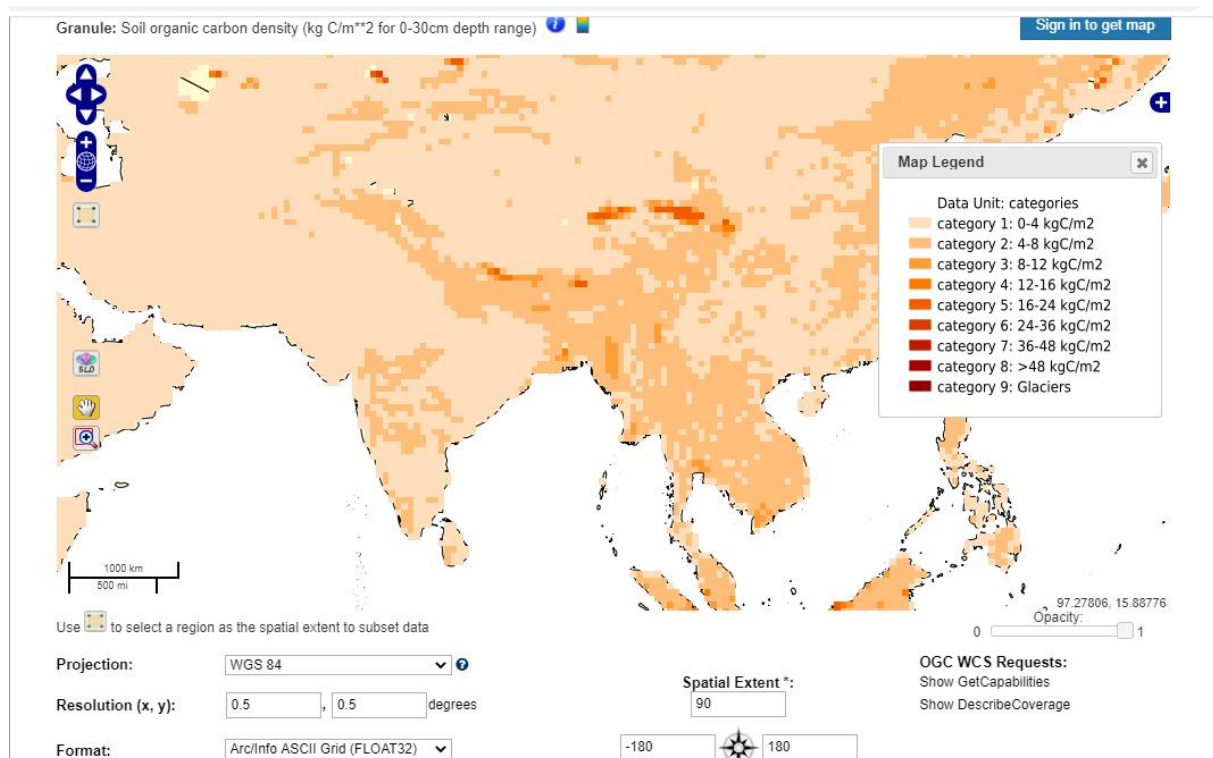 Granule: Soil organic carbon density (kg C/m**2 for 0-30cm depth range)
Sign in to get map
Map Legend
Data Unit: categories
category 1: 0-4 kgC/m2
category 2: 4-8 kgC/m2
category 3: 8-12 kgC/m2
category 4: 12-16 kgC/m2
category 5: 16-24 kgC/m2
category 6: 24-36 kgC/m2
category 7: 36-48 kgC/m2
category 8: >48 kgC/m2
category 9: Glaciers
SLD
1000 km
500 mi
97.27806, 15.88776
Opacity:
0 1
Use to select a region as the spatial extent to subset data
Projection: WGS 84
Resolution (x, y): 0.5 , 0.5 degrees
Format: Arc/Info ASCII Grid (FLOAT32)
Spatial Extent *:
90
-180 180
OGC WCS Requests:
Show GetCapabilities
Show DescribeCoverage